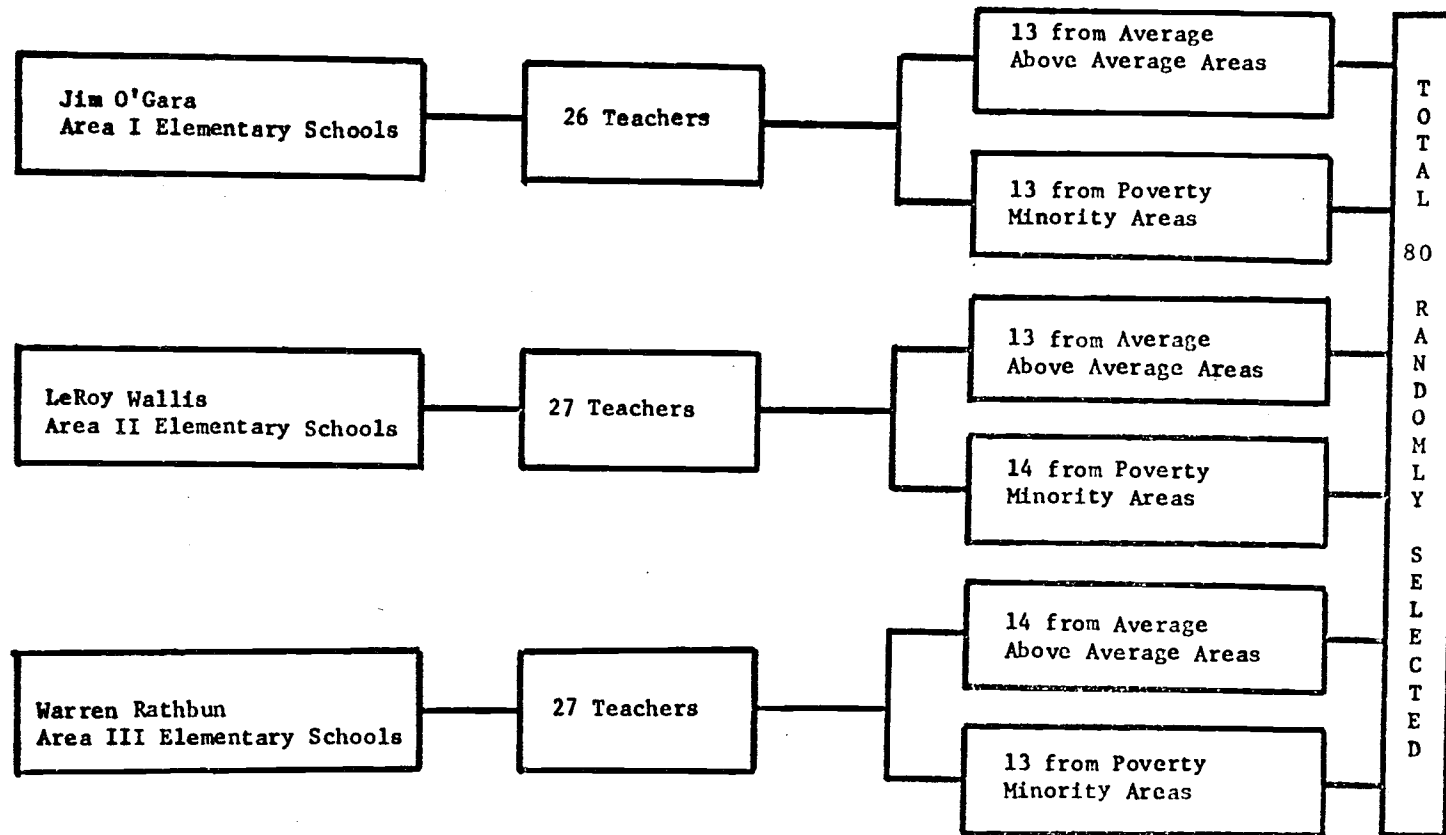 Jim O'Gara
Area I Elementary Schools
26 Teachers
13 from Average
Above Average Areas
13 from Poverty
Minority Areas
LeRoy Wallis
Area II Elementary Schools
27 Teachers
13 from Average
Above Average Areas
14 from Poverty
Minority Areas
Warren Rathbun
Area III Elementary Schools
27 Teachers
14 from Average
Above Average Areas
13 from Poverty
Minority Areas
TOTAL 80 RANDOMLY SELECTED